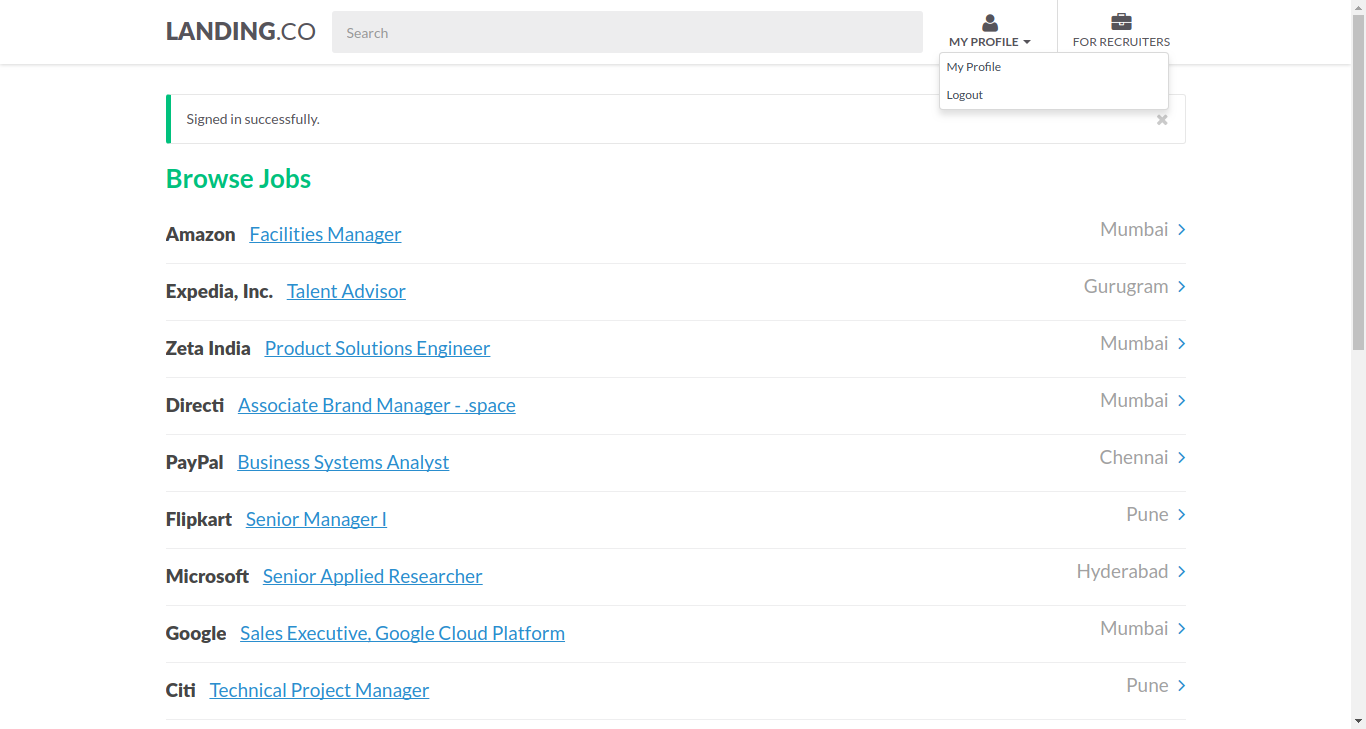 LANDING.CO
Search
MY PROFILE
FOR RECRUITERS
My Profile
Logout
Signed in successfully.
Browse Jobs
Amazon Facilities Manager Mumbai
Expedia, Inc. Talent Advisor Gurugram
Zeta India Product Solutions Engineer Mumbai
Directi Associate Brand Manager - .space Mumbai
PayPal Business Systems Analyst Chennai
Flipkart Senior Manager I Pune
Microsoft Senior Applied Researcher Hyderabad
Google Sales Executive, Google Cloud Platform Mumbai
Citi Technical Project Manager Pune